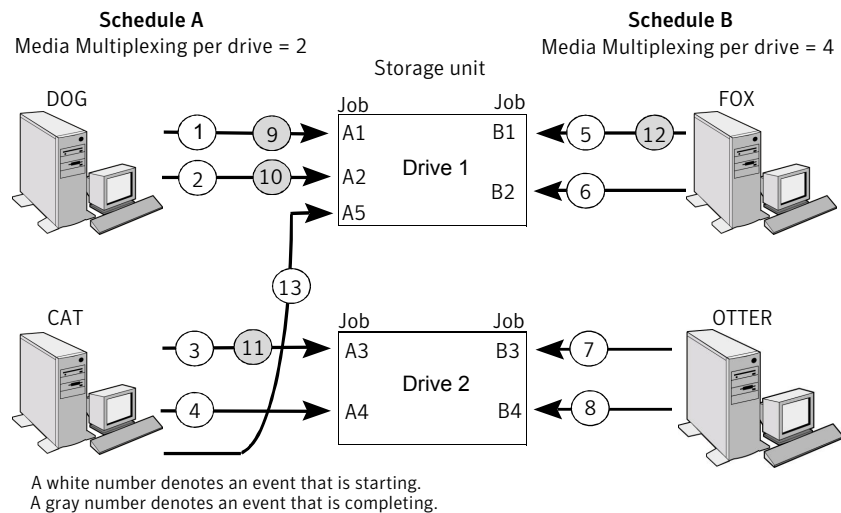 Schedule A
Media Multiplexing per drive = 2
Schedule B
Media Multiplexing per drive = 4
Storage unit
DOG
FOX
Job
Job
1
9
A1
B1
5
12
2
10
A2
Drive 1
B2
6
A5
13
CAT
OTTER
Job
Job
3
11
A3
B3
7
Drive 2
4
A4
B4
8
A white number denotes an event that is starting.
A gray number denotes an event that is completing.